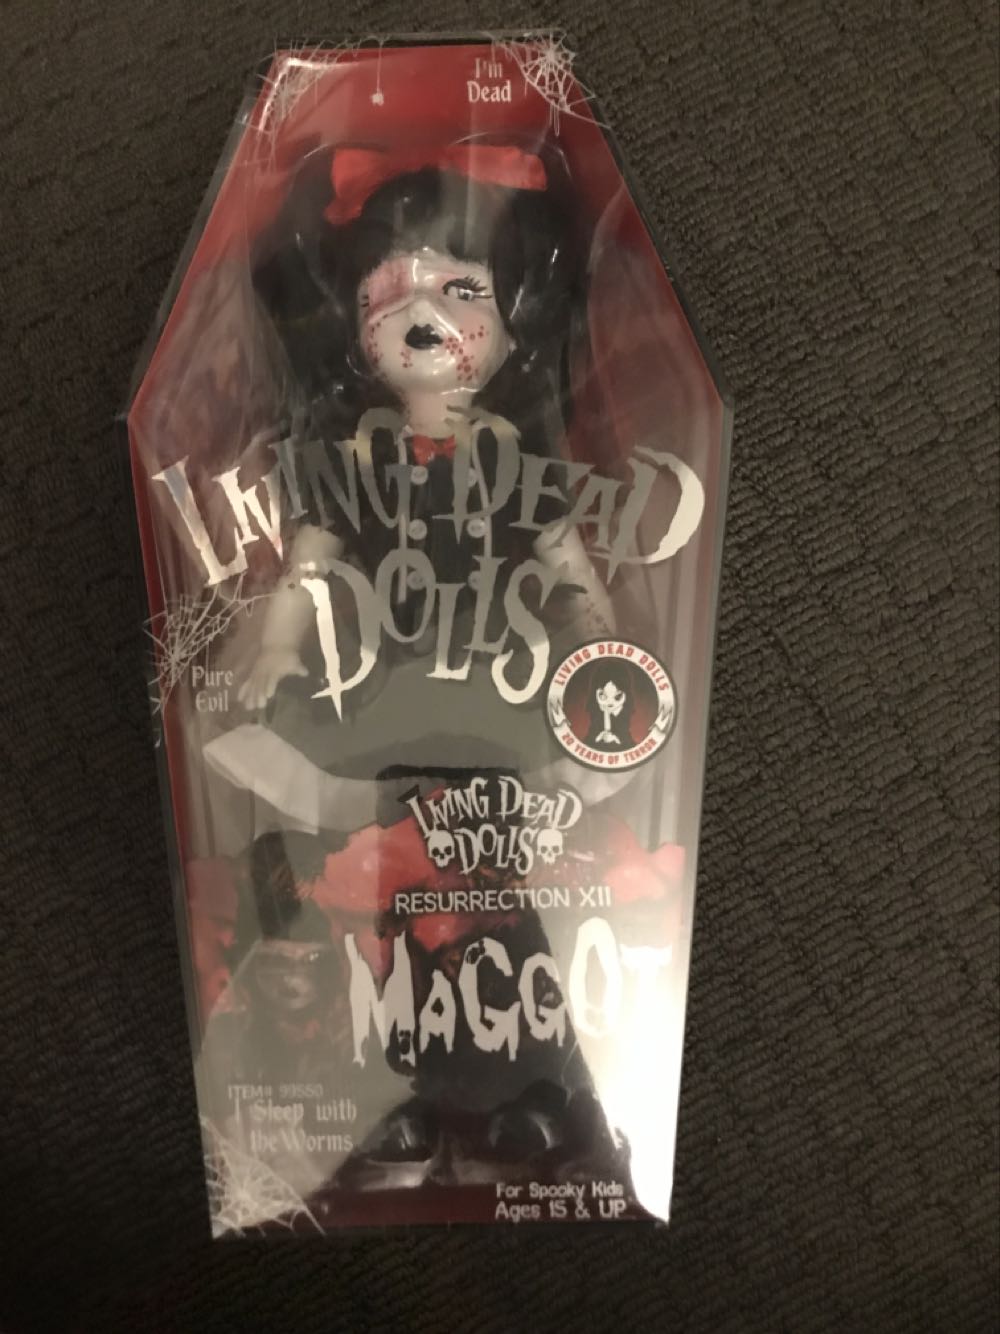 I'm
Dead
LIVING DEAD
DOLLS
Pure
Evil
LIVING DEAD DOLLS
20 YEARS OF TERROR
LIVING DEAD
DOLLS
RESURRECTION XII
MAGGOT
ITEM# 99550
I Sleep with
the Worms
For Spooky Kids
Ages 15 & UP